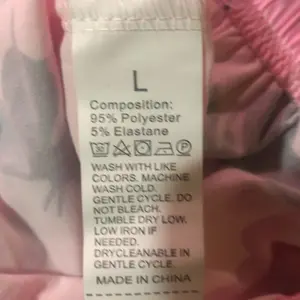 L
Composition:
95% Polyester
5% Elastane
WASH WITH LIKE
COLORS. MACHINE
WASH COLD.
GENTLE CYCLE. DO
NOT BLEACH.
TUMBLE DRY LOW.
LOW IRON IF
NEEDED.
DRYCLEANABLE IN
GENTLE CYCLE.
MADE IN CHINA